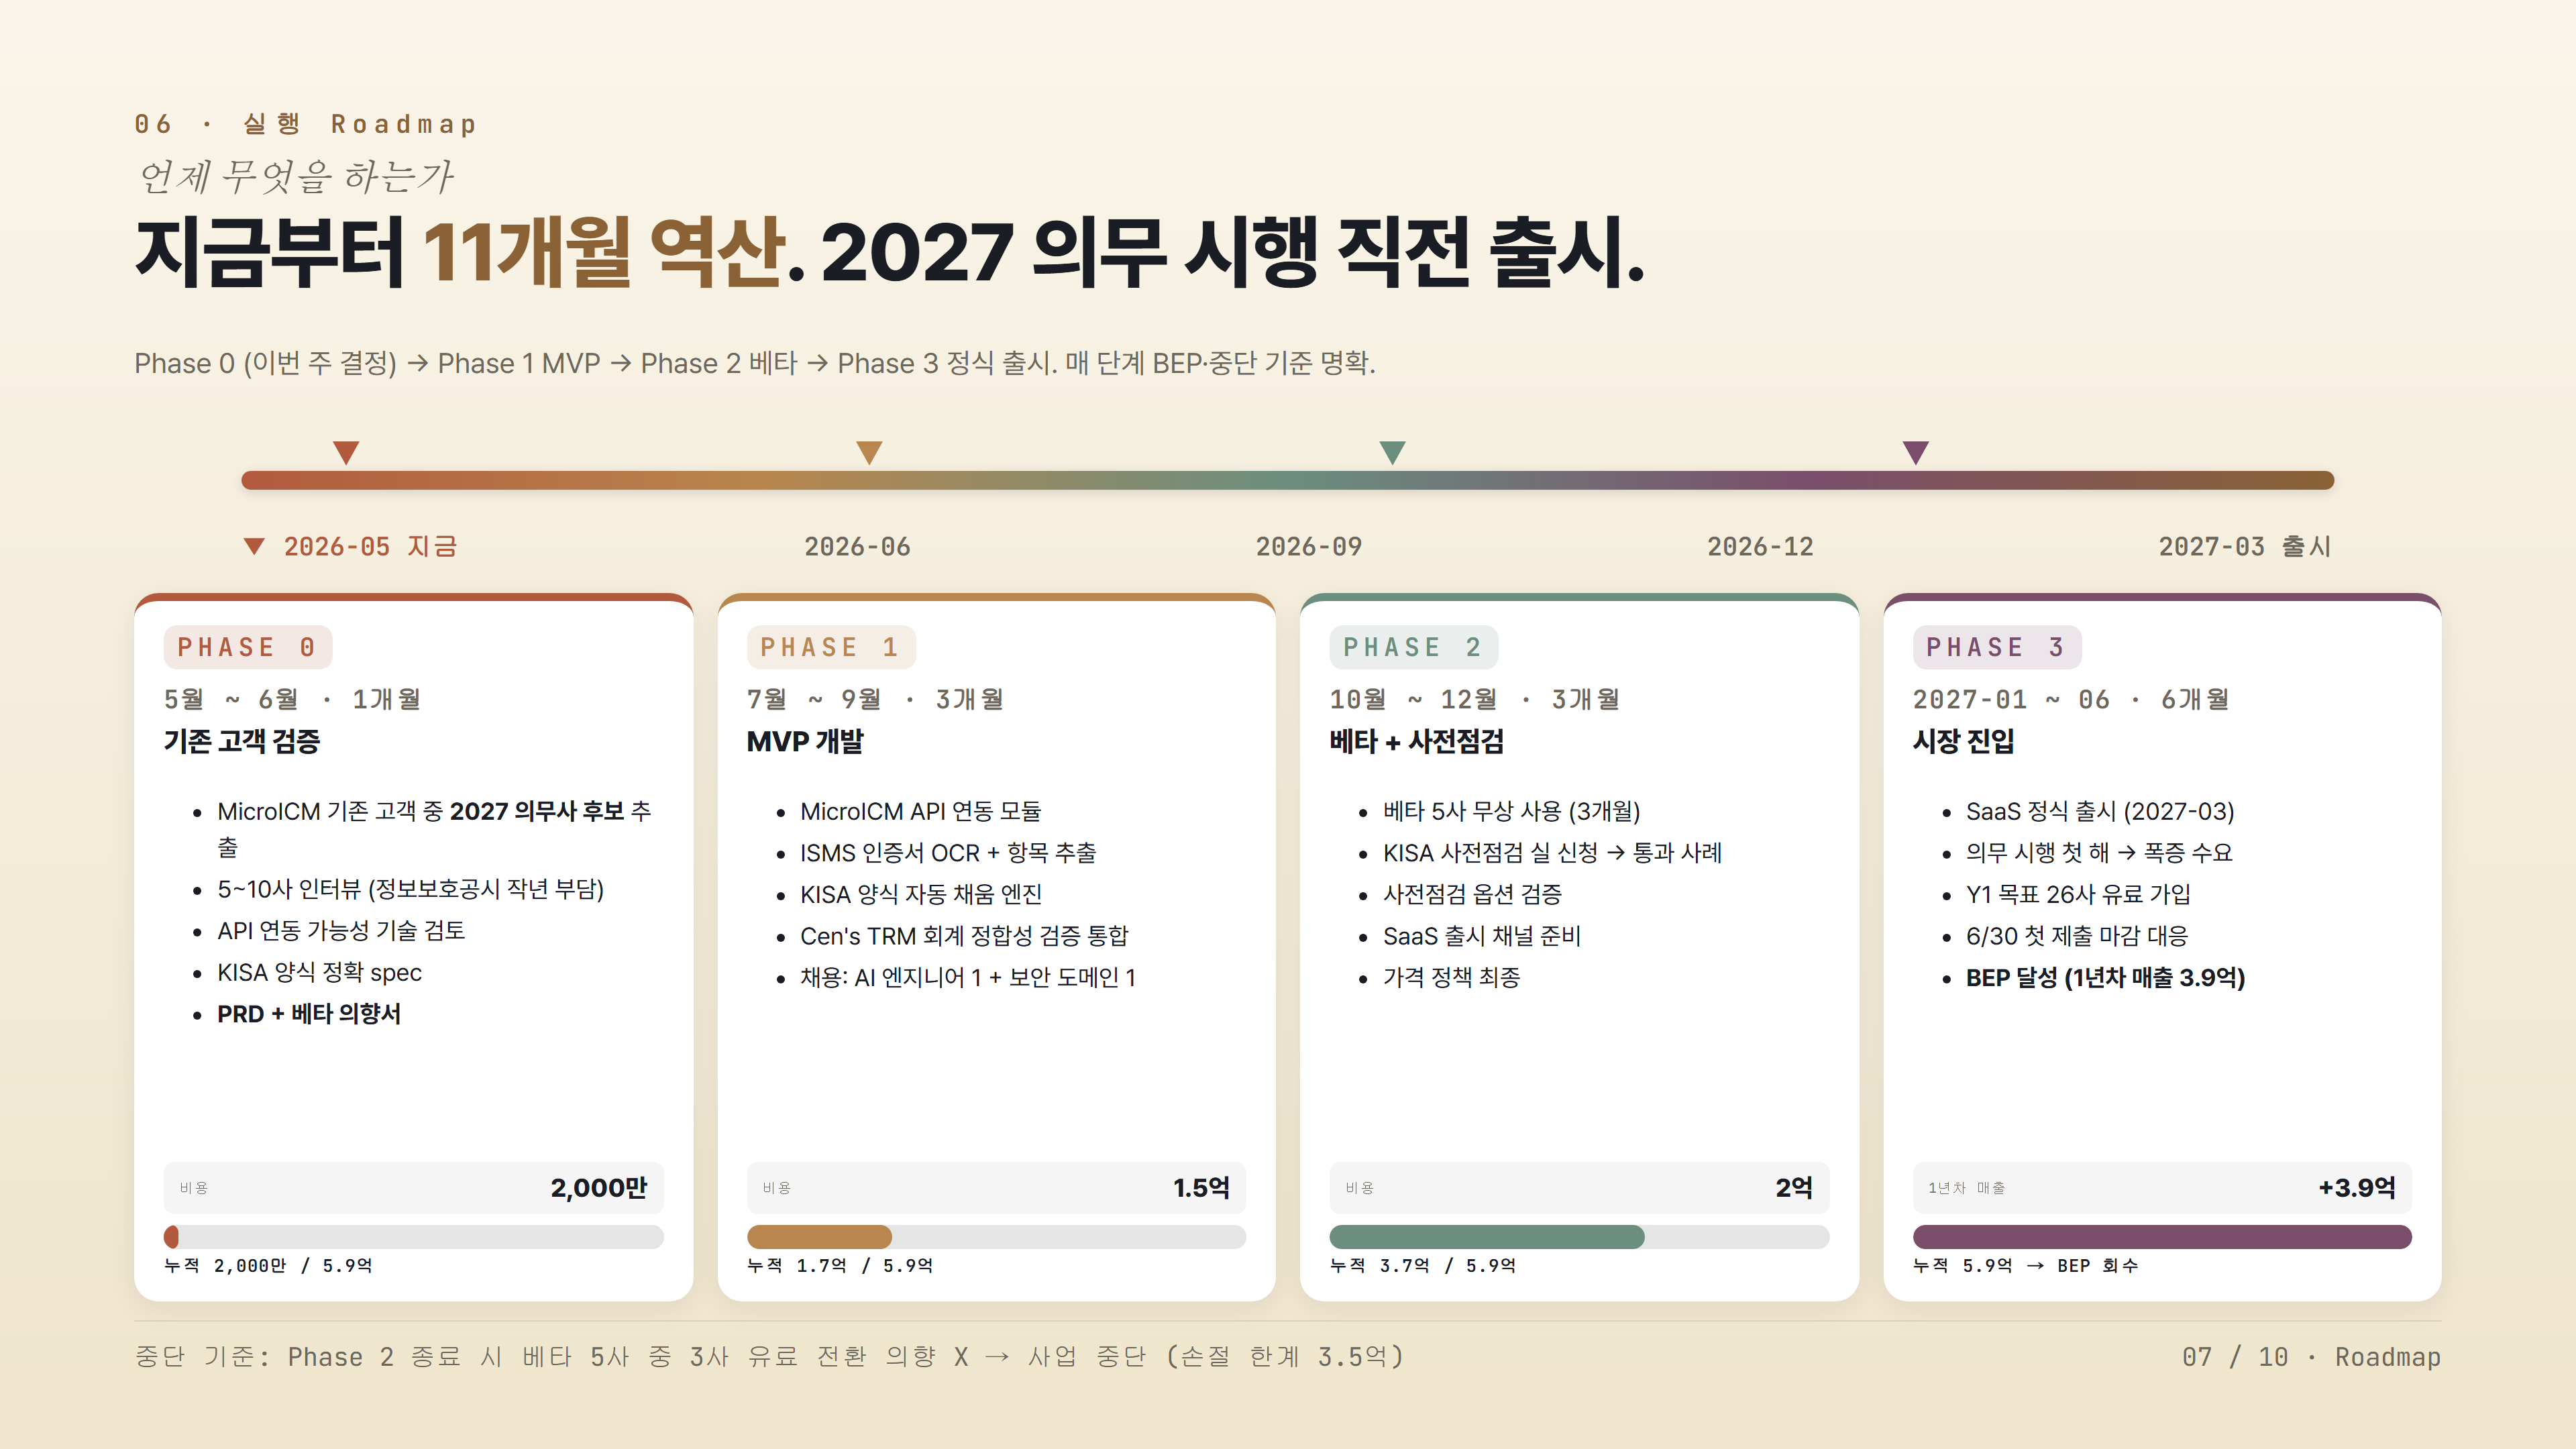 06 · 실행 Roadmap
언제 무엇을 하는가
지금부터 11개월 역산. 2027 의무 시행 직전 출시.
Phase 0 (이번 주 결정) → Phase 1 MVP → Phase 2 베타 → Phase 3 정식 출시. 매 단계 BEP·중단 기준 명확.
▼ 2026-05 지금
2026-06
2026-09
2026-12
2027-03 출시
PHASE 0
5월 ~ 6월 · 1개월
기존 고객 검증
• MicroICM 기존 고객 중 2027 의무사 후보 추
출
• 5~10사 인터뷰 (정보보호공시 작년 부담)
• API 연동 가능성 기술 검토
• KISA 양식 정확 spec
• PRD + 베타 의향서
비용 2,000만
누적 2,000만 / 5.9억
PHASE 1
7월 ~ 9월 · 3개월
MVP 개발
• MicroICM API 연동 모듈
• ISMS 인증서 OCR + 항목 추출
• KISA 양식 자동 채움 엔진
• Cen's TRM 회계 정합성 검증 통합
• 채용: AI 엔지니어 1 + 보안 도메인 1
비용 1.5억
누적 1.7억 / 5.9억
PHASE 2
10월 ~ 12월 · 3개월
베타 + 사전점검
• 베타 5사 무상 사용 (3개월)
• KISA 사전점검 실 신청 → 통과 사례
• 사전점검 옵션 검증
• SaaS 출시 채널 준비
• 가격 정책 최종
비용 2억
누적 3.7억 / 5.9억
PHASE 3
2027-01 ~ 06 · 6개월
시장 진입
• SaaS 정식 출시 (2027-03)
• 의무 시행 첫 해 → 폭증 수요
• Y1 목표 26사 유료 가입
• 6/30 첫 제출 마감 대응
• BEP 달성 (1년차 매출 3.9억)
1년차 매출 +3.9억
누적 5.9억 → BEP 회수
중단 기준: Phase 2 종료 시 베타 5사 중 3사 유료 전환 의향 X → 사업 중단 (손절 한계 3.5억)
07 / 10 · Roadmap